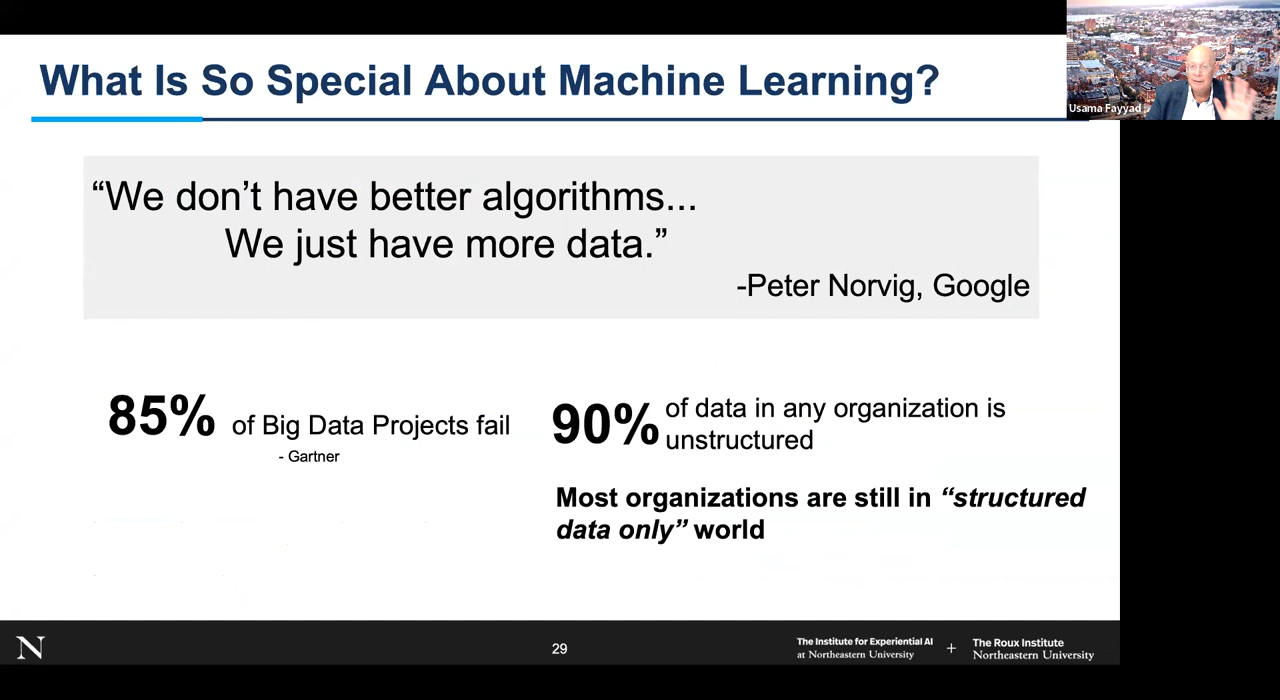 What Is So Special About Machine Learning?
Usama Fayyad
“We don’t have better algorithms...
We just have more data.”
-Peter Norvig, Google
85% of Big Data Projects fail
- Gartner
90% of data in any organization is
unstructured
Most organizations are still in “structured
data only” world
N
29
The Institute for Experiential AI
at Northeastern University
+
The Roux Institute
Northeastern University